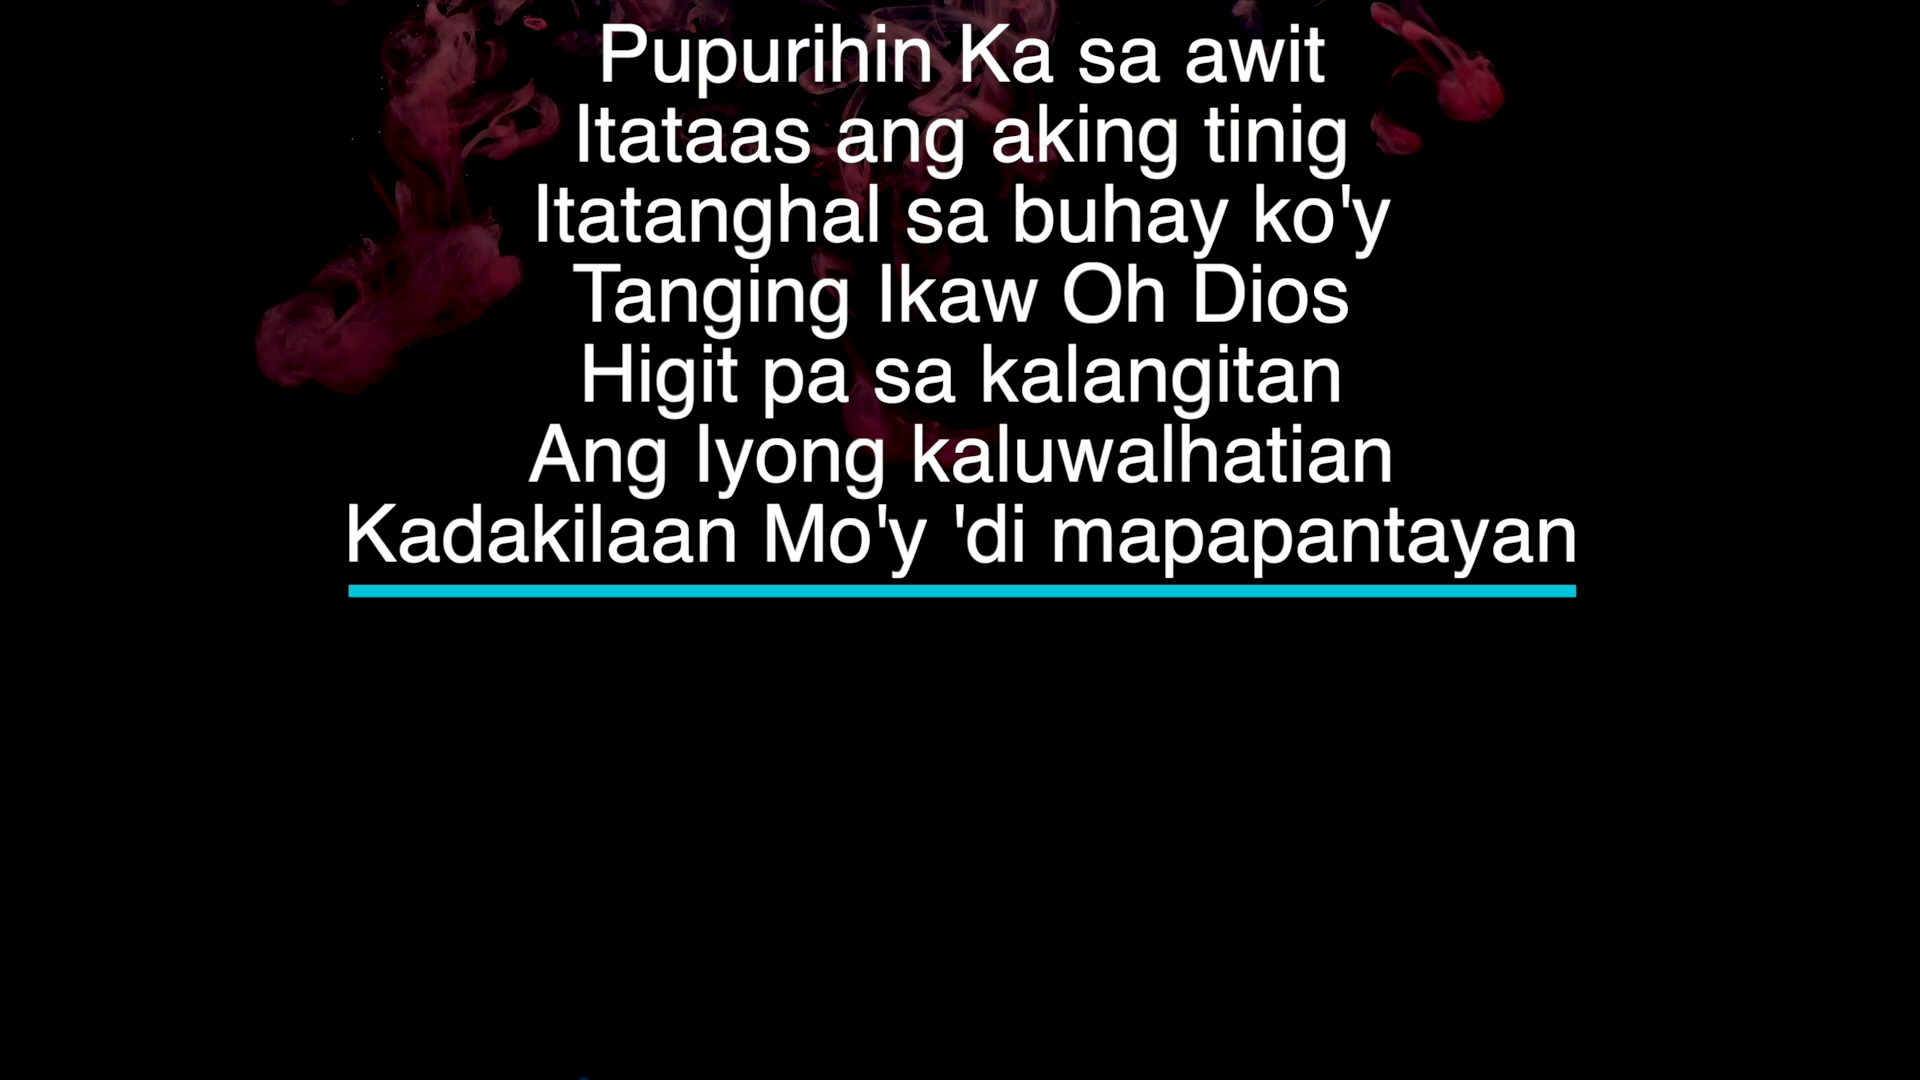 Pupurihin Ka sa awit
Itataas ang aking tinig
Itatanghal sa buhay ko'y
Tanging Ikaw Oh Dios
Higit pa sa kalangitan
Ang Iyong kaluwalhatian
Kadakilaan Mo'y 'di mapapantayan